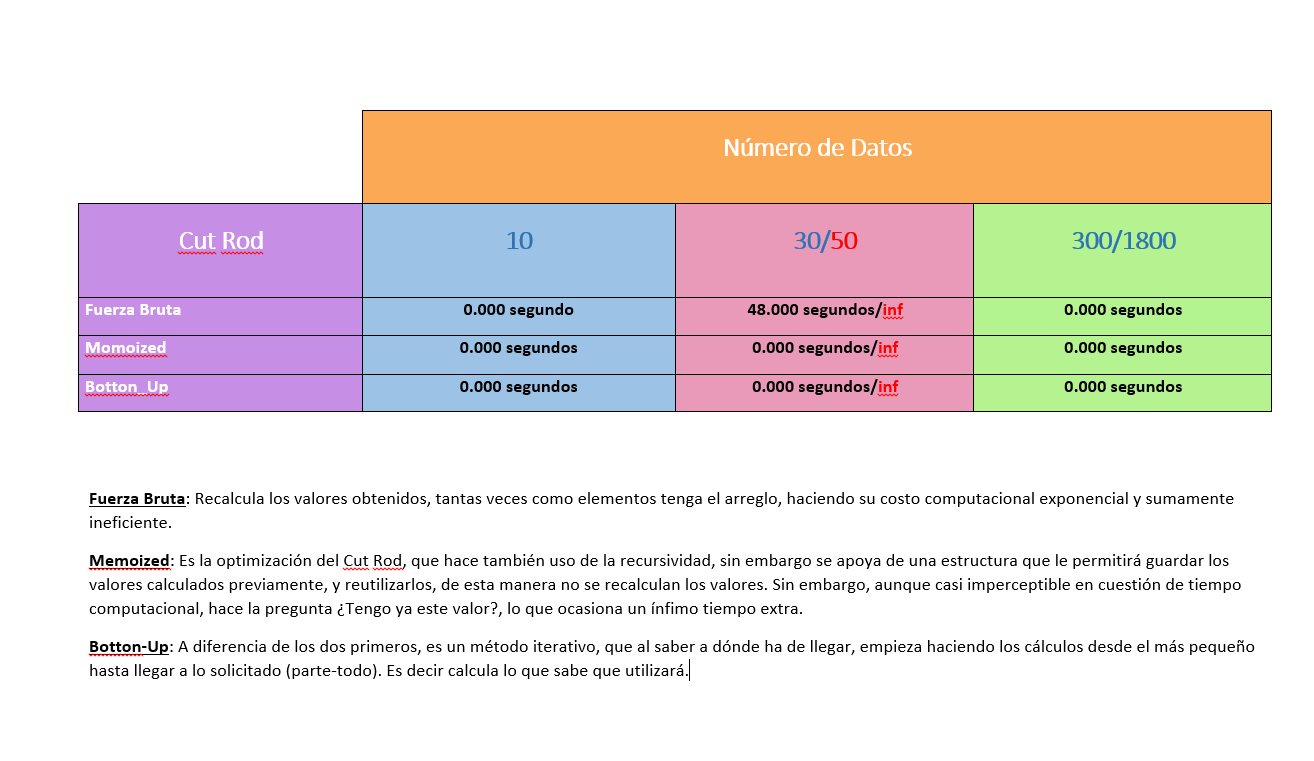 Número de Datos
Cut Rod 10 30/50 300/1800
Fuerza Bruta 0.000 segundo 48.000 segundos/inf 0.000 segundos
Momoized 0.000 segundos 0.000 segundos/inf 0.000 segundos
Botton_Up 0.000 segundos 0.000 segundos/inf 0.000 segundos
Fuerza Bruta: Recalcula los valores obtenidos, tantas veces como elementos tenga el arreglo, haciendo su costo computacional exponencial y sumamente
ineficiente.
Memoized: Es la optimización del Cut Rod, que hace también uso de la recursividad, sin embargo se apoya de una estructura que le permitirá guardar los
valores calculados previamente, y reutilizarlos, de esta manera no se recalculan los valores. Sin embargo, aunque casi imperceptible en cuestión de tiempo
computacional, hace la pregunta ¿Tengo ya este valor?, lo que ocasiona un ínfimo tiempo extra.
Botton-Up: A diferencia de los dos primeros, es un método iterativo, que al saber a dónde ha de llegar, empieza haciendo los cálculos desde el más pequeño
hasta llegar a lo solicitado (parte-todo). Es decir calcula lo que sabe que utilizará.